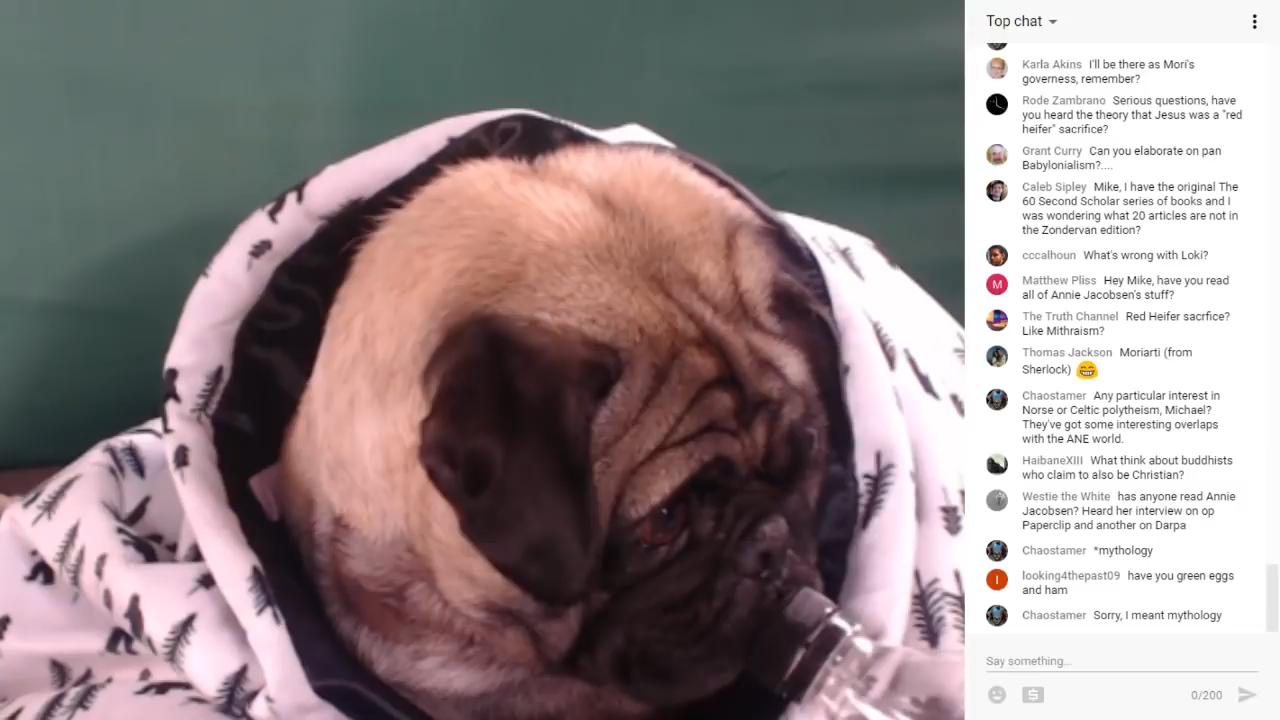 Top chat
Karla Akins I'll be there as Mori's
governess, remember?
Rode Zambrano Serious questions, have
you heard the theory that Jesus was a "red
heifer" sacrifice?
Grant Curry Can you elaborate on pan
Babylonialism?....
Caleb Sipley Mike, I have the original The
60 Second Scholar series of books and I
was wondering what 20 articles are not in
the Zondervan edition?
cccalhoun What's wrong with Loki?
M
Matthew Pliss Hey Mike, have you read
all of Annie Jacobsen's stuff?
The Truth Channel Red Heifer sacrfice?
Like Mithraism?
Thomas Jackson Moriarti (from
Sherlock) 😁
Chaostamer Any particular interest in
Norse or Celtic polytheism, Michael?
They've got some interesting overlaps
with the ANE world.
HaibaneXIII What think about buddhists
who claim to also be Christian?
Westie the White has anyone read Annie
Jacobsen? Heard her interview on op
Paperclip and another on Darpa
Chaostamer *mythology
I
looking4thepast09 have you green eggs
and ham
Chaostamer Sorry, I meant mythology
Say something...
0/200